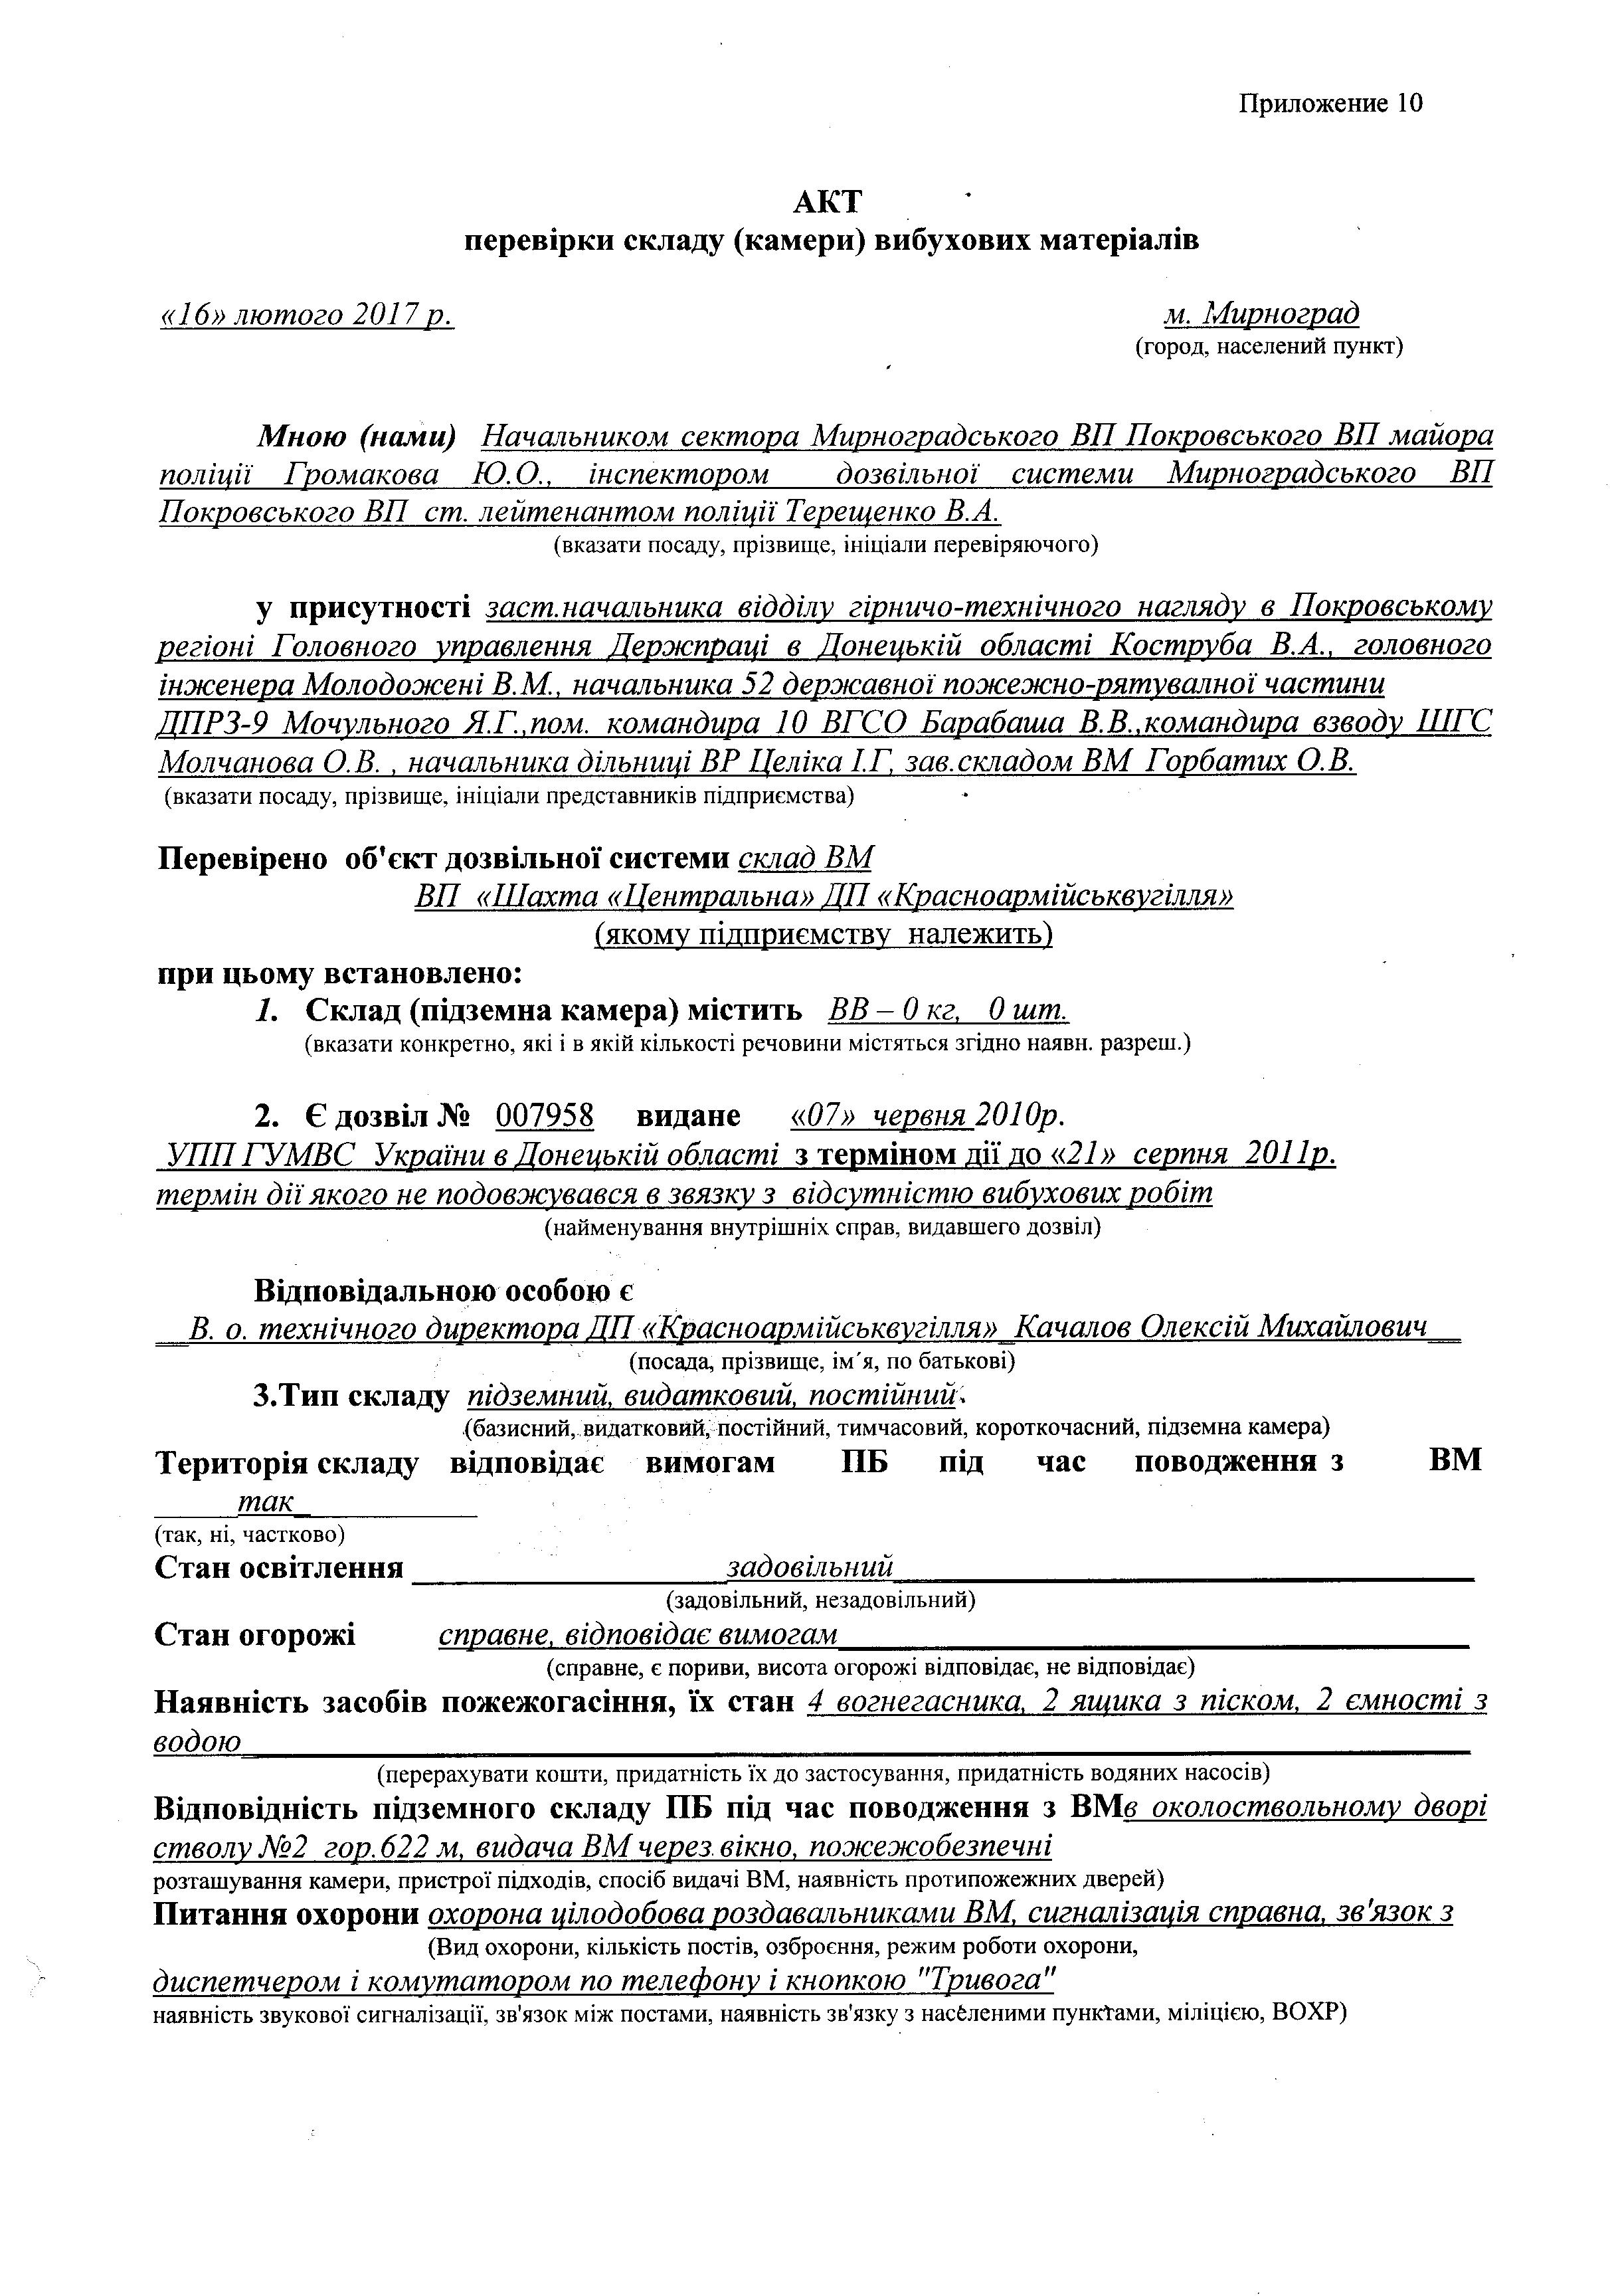 Приложение 10
АКТ
перевірки складу (камери) вибухових матеріалів
«16» лютого 2017 р.
м. Мирноград
(город, населений пункт)
Мною (нами) Начальником сектора Мирноградського ВП Покровського ВП майора
поліції Громакова Ю.О., інспектором дозвільної системи Мирноградського ВП
Покровського ВП ст. лейтенантом поліції Терещенко В.А.
(вказати посаду, прізвище, ініціали перевіряючого)
у присутності заст.начальника відділу гірничо-технічного нагляду в Покровському
регіоні Головного управлення Держпраці в Донецькій області Коструба В.А., головного
інженера Молодожені В.М., начальника 52 державної пожежно-рятувалної частини
ДПРЗ-9 Мочульного Я.Г.,пом. командира 10 ВГСО Барабаша В.В.,командира взводу ШГС
Молчанова О.В. , начальника дільниці ВР Целіка І.Г, зав.складом ВМ Горбатих О.В.
(вказати посаду, прізвище, ініціали представників підприємства)
Перевірено об'єкт дозвільної системи склад ВМ
ВП «Шахта «Центральна» ДП «Красноармійськвугілля»
(якому підприємству належить)
при цьому встановлено:
1. Склад (підземна камера) містить ВВ – 0 кг, 0 шт.
(вказати конкретно, які і в якій кількості речовини містяться згідно наявн. разреш.)
2. Є дозвіл № 007958 видане «07» червня 2010р.
УПП ГУМВС України в Донецькій області з терміном дії до «21» серпня 2011р.
термін дії якого не подовжувався в звязку з відсутністю вибухових робіт
(найменування внутрішніх справ, видавшего дозвіл)
Відповідальною особою є
__В. о. технічного директора ДП «Красноармійськвугілля»_Качалов Олексій Михайлович__
(посада, прізвище, ім´я, по батькові)
3.Тип складу підземний, видатковий, постійний.
(базисний, видатковий, постійний, тимчасовий, короткочасний, підземна камера)
Територія складу відповідає вимогам ПБ під час поводження з ВМ
_____так__________
(так, ні, частково)
Стан освітлення ________задовільний________
(задовільний, незадовільний)
Стан огорожі справне, відповідає вимогам________
(справне, є пориви, висота огорожі відповідає, не відповідає)
Наявність засобів пожежогасіння, їх стан 4 вогнегасника, 2 ящика з піском, 2 ємності з
водою________
(перерахувати кошти, придатність їх до застосування, придатність водяних насосів)
Відповідність підземного складу ПБ під час поводження з ВМв околоствольному дворі
стволу №2 гор.622 м, видача ВМ через вікно, пожежобезпечні
розташування камери, пристрої підходів, спосіб видачі ВМ, наявність протипожежних дверей)
Питання охорони охорона цілодобова роздавальниками ВМ, сигналізація справна, зв'язок з
(Вид охорони, кількість постів, озброєння, режим роботи охорони,
диспетчером і комутатором по телефону і кнопкою "Тривога"
наявність звукової сигналізації, зв'язок між постами, наявність зв'язку з населеними пунктами, міліцією, ВОХР)